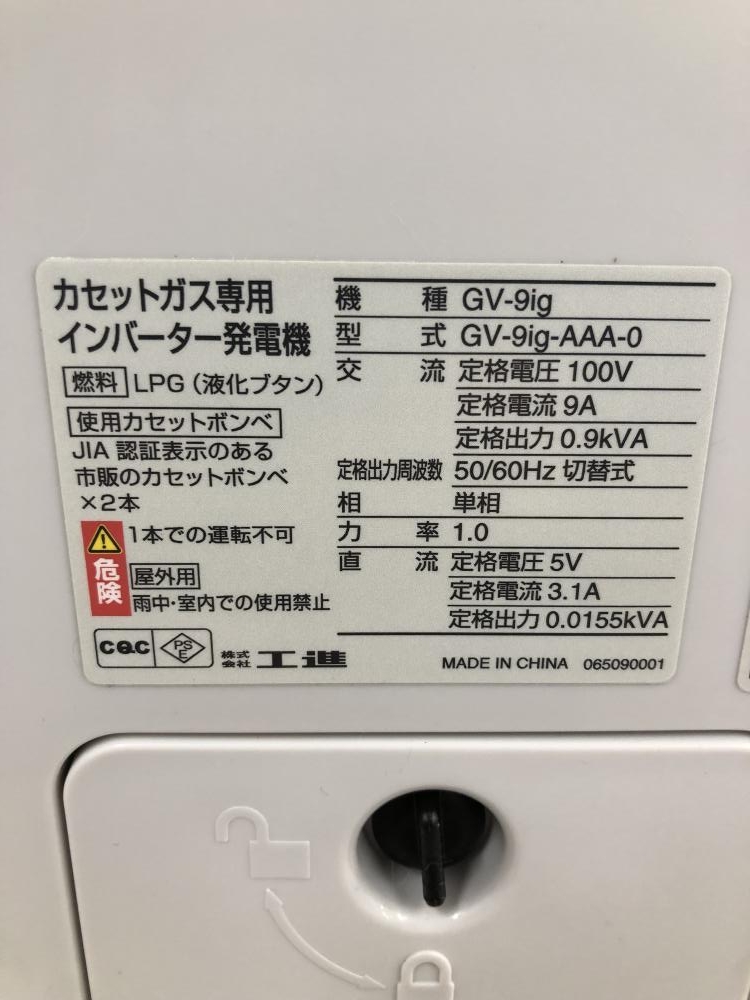 カセットガス専用
インバーター発電機
燃料 LPG（液化ブタン）
使用カセットボンベ
JIA 認証表示のある
市販のカセットボンベ
×2本
危険
1本での運転不可
屋外用
雨中・室内での使用禁止
cqc PSE 株式会社 工進
機種 GV-9ig
型式 GV-9ig-AAA-0
交流 定格電圧 100V
定格電流 9A
定格出力 0.9kVA
定格出力周波数 50/60Hz 切替式
相 単相
力率 1.0
直流 定格電圧 5V
定格電流 3.1A
定格出力 0.0155kVA
MADE IN CHINA 065090001